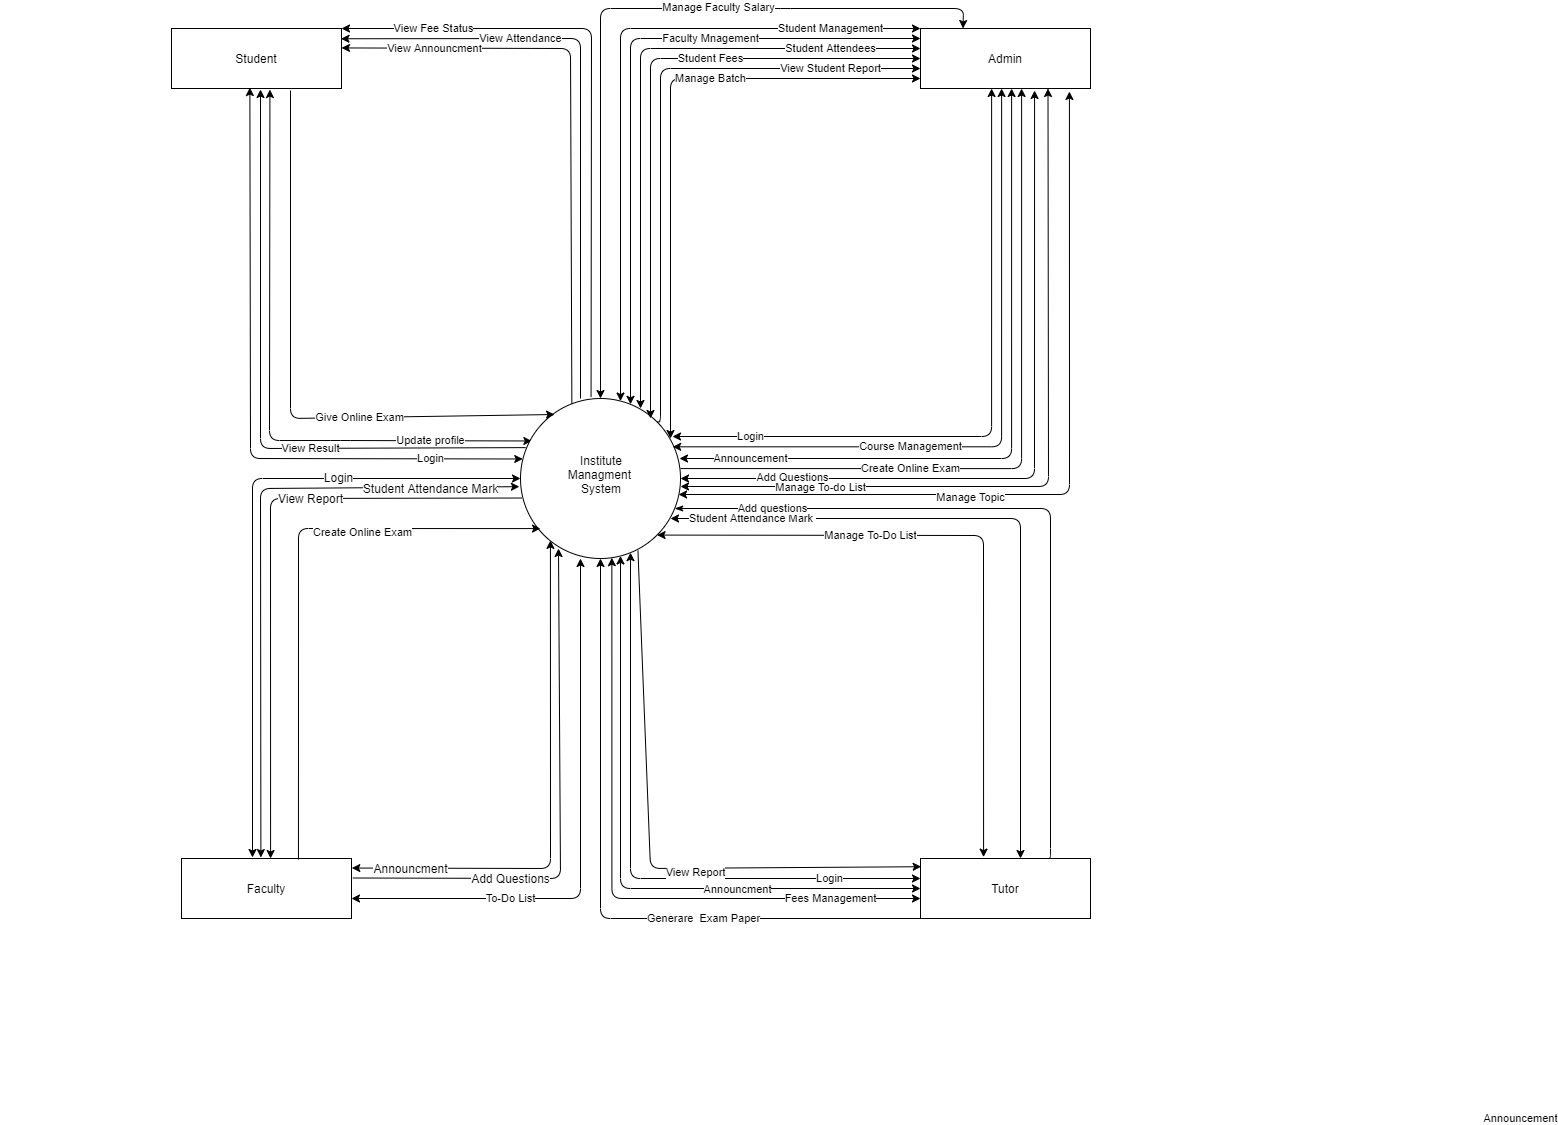 Manage Faculty Salary
View Fee Status
Student Management
View Attendance
Faculty Mnagement
View Announcment
Student Attendees
Student
Student Fees
Admin
View Student Report
Manage Batch
Give Online Exam
Update profile
Login
View Result
Course Management
Login
Announcement
Institute
Managment
System
Create Online Exam
Login
Add Questions
Student Attendance Mark
Manage To-do List
View Report
Manage Topic
Add questions
Student Attendance Mark
Create Online Exam
Manage To-Do List
Announcment
View Report
Add Questions
Login
Faculty
Announcment
Tutor
To-Do List
Fees Management
Generare  Exam Paper
Announcement